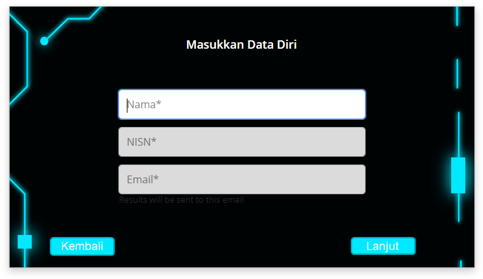 Masukkan Data Diri
Nama*
NISN*
Email*
Results will be sent to this email
Kembali
Lanjut